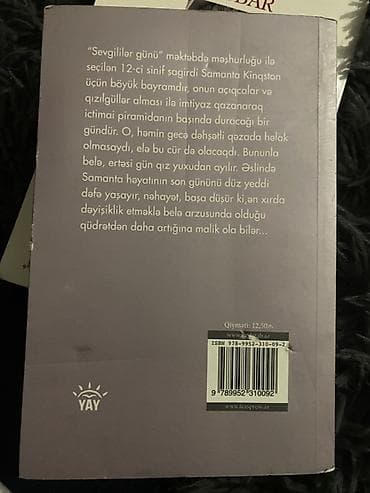 DAR
"Sevgililər günü" məktəbdə məşhurluğu ilə
seçilən 12-ci sinif şagirdi Samanta Kinqston
üçün böyük bayramdır, onun açıqcalar və
qızılgüllər alması ilə imtiyaz qazanaraq
ictimai piramidanın başında duracağı bir
gündür. O, həmin gecə dəhşətli qəzada həlak
olmasaydı, elə bu cür də olacaqdı. Bununla
belə, ertəsi gün qız yuxudan ayılır. Əslində
Samanta həyatının son gününü düz yeddi
dəfə yaşayır, nəhayət, başa düşür ki,ən xırda
dəyişiklik etməklə belə arzusunda olduğu
qüdrətdən daha artığına malik ola bilər...
Qiyməti: 12,50₼
ISBN 978-9952-310-09-2
9 789952 310092
YAY